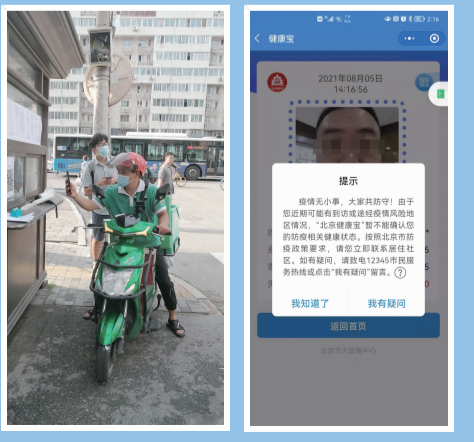 2:16
健康宝
2021年08月05日
14:16:56
提示
疫情无小事，大家共防守！由于
您近期可能有到访或途经疫情风险地
区情况，“北京健康宝”暂不能确认您
的防疫相关健康状态。按照北京市防
疫政策要求，请您立即联系居住社
区。如有疑问，请致电12345市民服
务热线或点击“我有疑问”留言。?
我知道了
我有疑问
返回首页